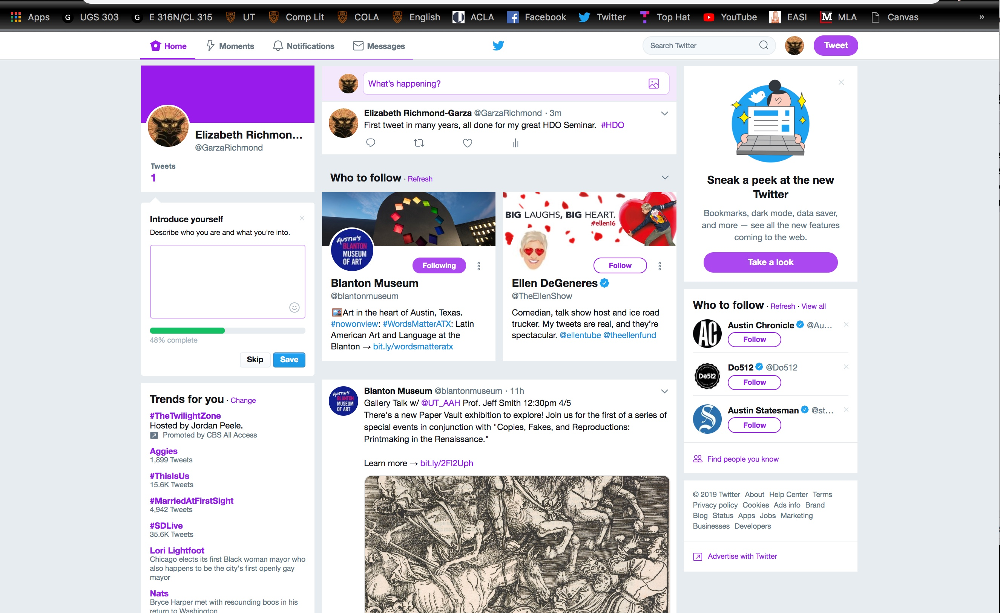 Apps UGS 303 E 316N/CL 315 UT Comp Lit COLA English ACLA Facebook Twitter Top Hat YouTube EASI MLA Canvas »
Home Moments Notifications Messages
Search Twitter
Tweet
Elizabeth Richmon...
@GarzaRichmond
Tweets
1
Introduce yourself
Describe who you are and what you're into.
48% complete
Skip Save
Trends for you · Change
#TheTwilightZone
Hosted by Jordan Peele.
Promoted by CBS All Access
Aggies
1,899 Tweets
#ThisIsUs
15.6K Tweets
#MarriedAtFirstSight
4,942 Tweets
#SDLive
35.6K Tweets
Lori Lightfoot
Chicago elects its first Black woman mayor who
also happens to be the city's first openly gay
mayor
Nats
Bryce Harper met with resounding boos in his
return to Washington
What's happening?
Elizabeth Richmond-Garza @GarzaRichmond · 3m
First tweet in many years, all done for my great HDO Seminar. #HDO
Who to follow · Refresh
AUSTIN'S
BLANTON
MUSEUM
OF ART
Following
Blanton Museum
@blantonmuseum
Art in the heart of Austin, Texas.
#nowonview: #WordsMatterATX: Latin
American Art and Language at the
Blanton → bit.ly/wordsmatteratx
BIG LAUGHS, BIG HEART.
#ellen16
Follow
Ellen DeGeneres
@TheEllenShow
Comedian, talk show host and ice road
trucker. My tweets are real, and they're
spectacular. @ellentube @theellenfund
AUSTIN'S
BLANTON
MUSEUM
OF ART
Blanton Museum @blantonmuseum · 11h
Gallery Talk w/ @UT_AAH Prof. Jeff Smith 12:30pm 4/5
There's a new Paper Vault exhibition to explore! Join us for the first of a series of
special events in conjunction with "Copies, Fakes, and Reproductions:
Printmaking in the Renaissance."
Learn more → bit.ly/2FI2Uph
Sneak a peek at the new
Twitter
Bookmarks, dark mode, data saver,
and more — see all the new features
coming to the web.
Take a look
Who to follow · Refresh · View all
AC
Austin Chronicle @Au...
Follow
Do512
Do512 @Do512
Follow
S
Austin Statesman @st...
Follow
Find people you know
© 2019 Twitter About Help Center Terms
Privacy policy Cookies Ads info Brand
Blog Status Apps Jobs Marketing
Businesses Developers
Advertise with Twitter